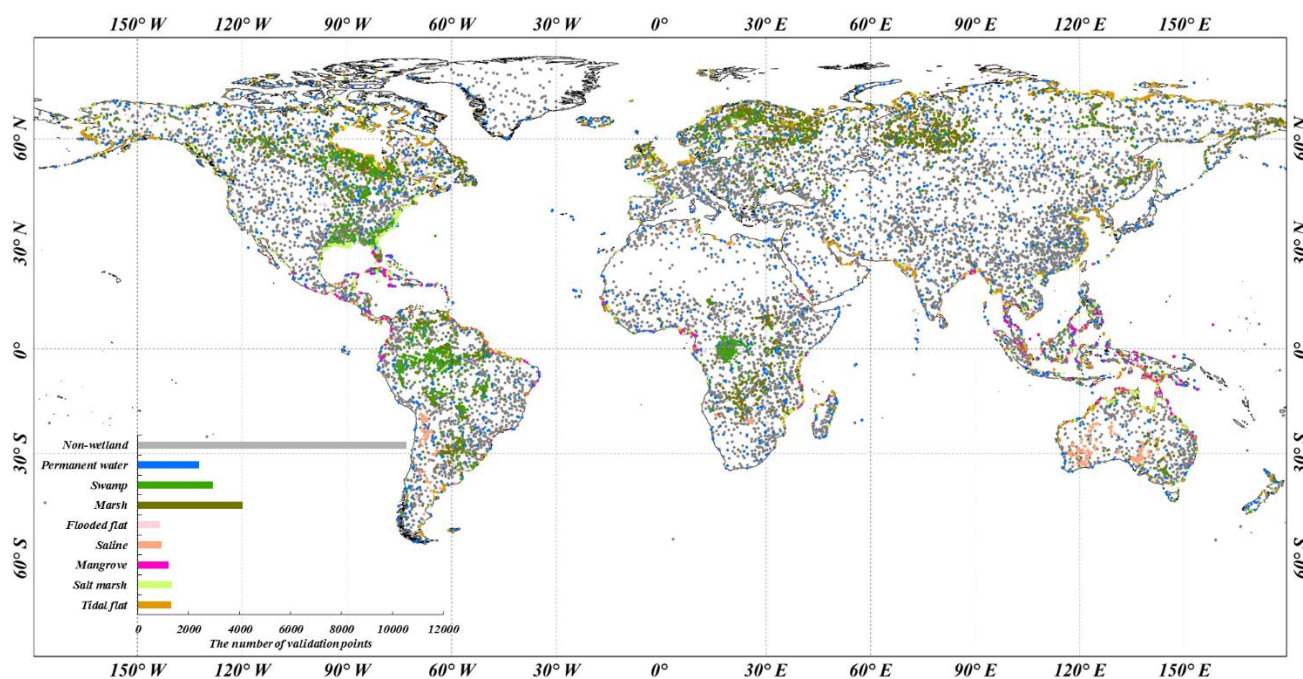 150° W 120° W 90° W 60° W 30° W 0° 30° E 60° E 90° E 120° E 150° E
60° N 60° N
30° N 30° N
0° 0°
30° S 30° S
60° S 60° S
Non-wetland
Permanent water
Swamp
Marsh
Flooded flat
Saline
Mangrove
Salt marsh
Tidal flat
0 2000 4000 6000 8000 10000 12000
The number of validation points
150° W 120° W 90° W 60° W 30° W 0° 30° E 60° E 90° E 120° E 150° E